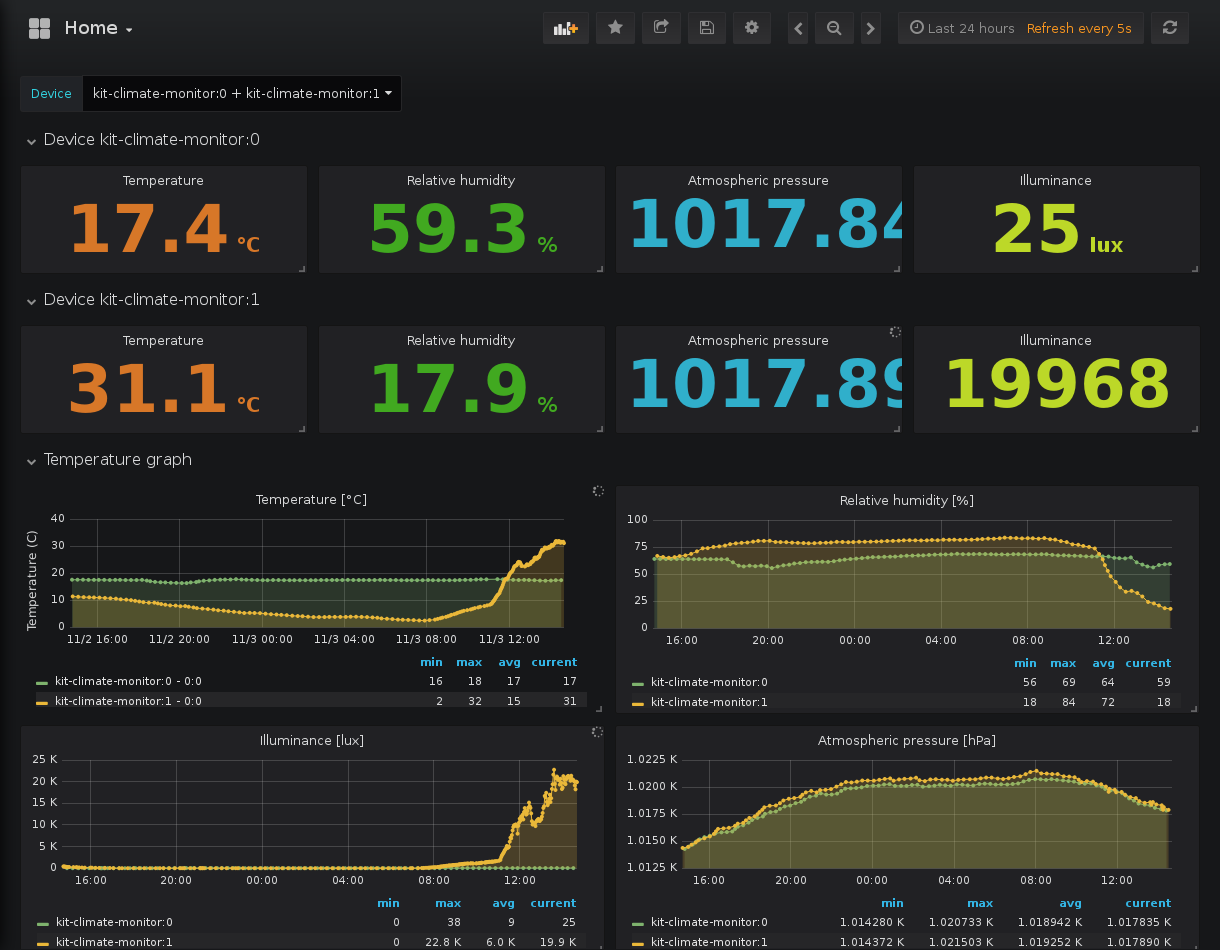 Home
Last 24 hours Refresh every 5s
Device kit-climate-monitor:0 + kit-climate-monitor:1
Device kit-climate-monitor:0
Temperature Relative humidity Atmospheric pressure Illuminance
17.4 °C 59.3 % 1017.84 25 lux
Device kit-climate-monitor:1
Temperature Relative humidity Atmospheric pressure Illuminance
31.1 °C 17.9 % 1017.89 19968
Temperature graph
Temperature [°C]
Temperature (C)
40
30
20
10
0
11/2 16:00 11/2 20:00 11/3 00:00 11/3 04:00 11/3 08:00 11/3 12:00
min max avg current
kit-climate-monitor:0 - 0:0 16 18 17 17
kit-climate-monitor:1 - 0:0 2 32 15 31
Relative humidity [%]
100
75
50
25
0
16:00 20:00 00:00 04:00 08:00 12:00
min max avg current
kit-climate-monitor:0 56 69 64 59
kit-climate-monitor:1 18 84 72 18
Illuminance [lux]
25 K
20 K
15 K
10 K
5 K
0
16:00 20:00 00:00 04:00 08:00 12:00
min max avg current
kit-climate-monitor:0 0 38 9 25
kit-climate-monitor:1 0 22.8 K 6.0 K 19.9 K
Atmospheric pressure [hPa]
1.0225 K
1.0200 K
1.0175 K
1.0150 K
1.0125 K
16:00 20:00 00:00 04:00 08:00 12:00
min max avg current
kit-climate-monitor:0 1.014280 K 1.020733 K 1.018942 K 1.017835 K
kit-climate-monitor:1 1.014372 K 1.021503 K 1.019252 K 1.017890 K